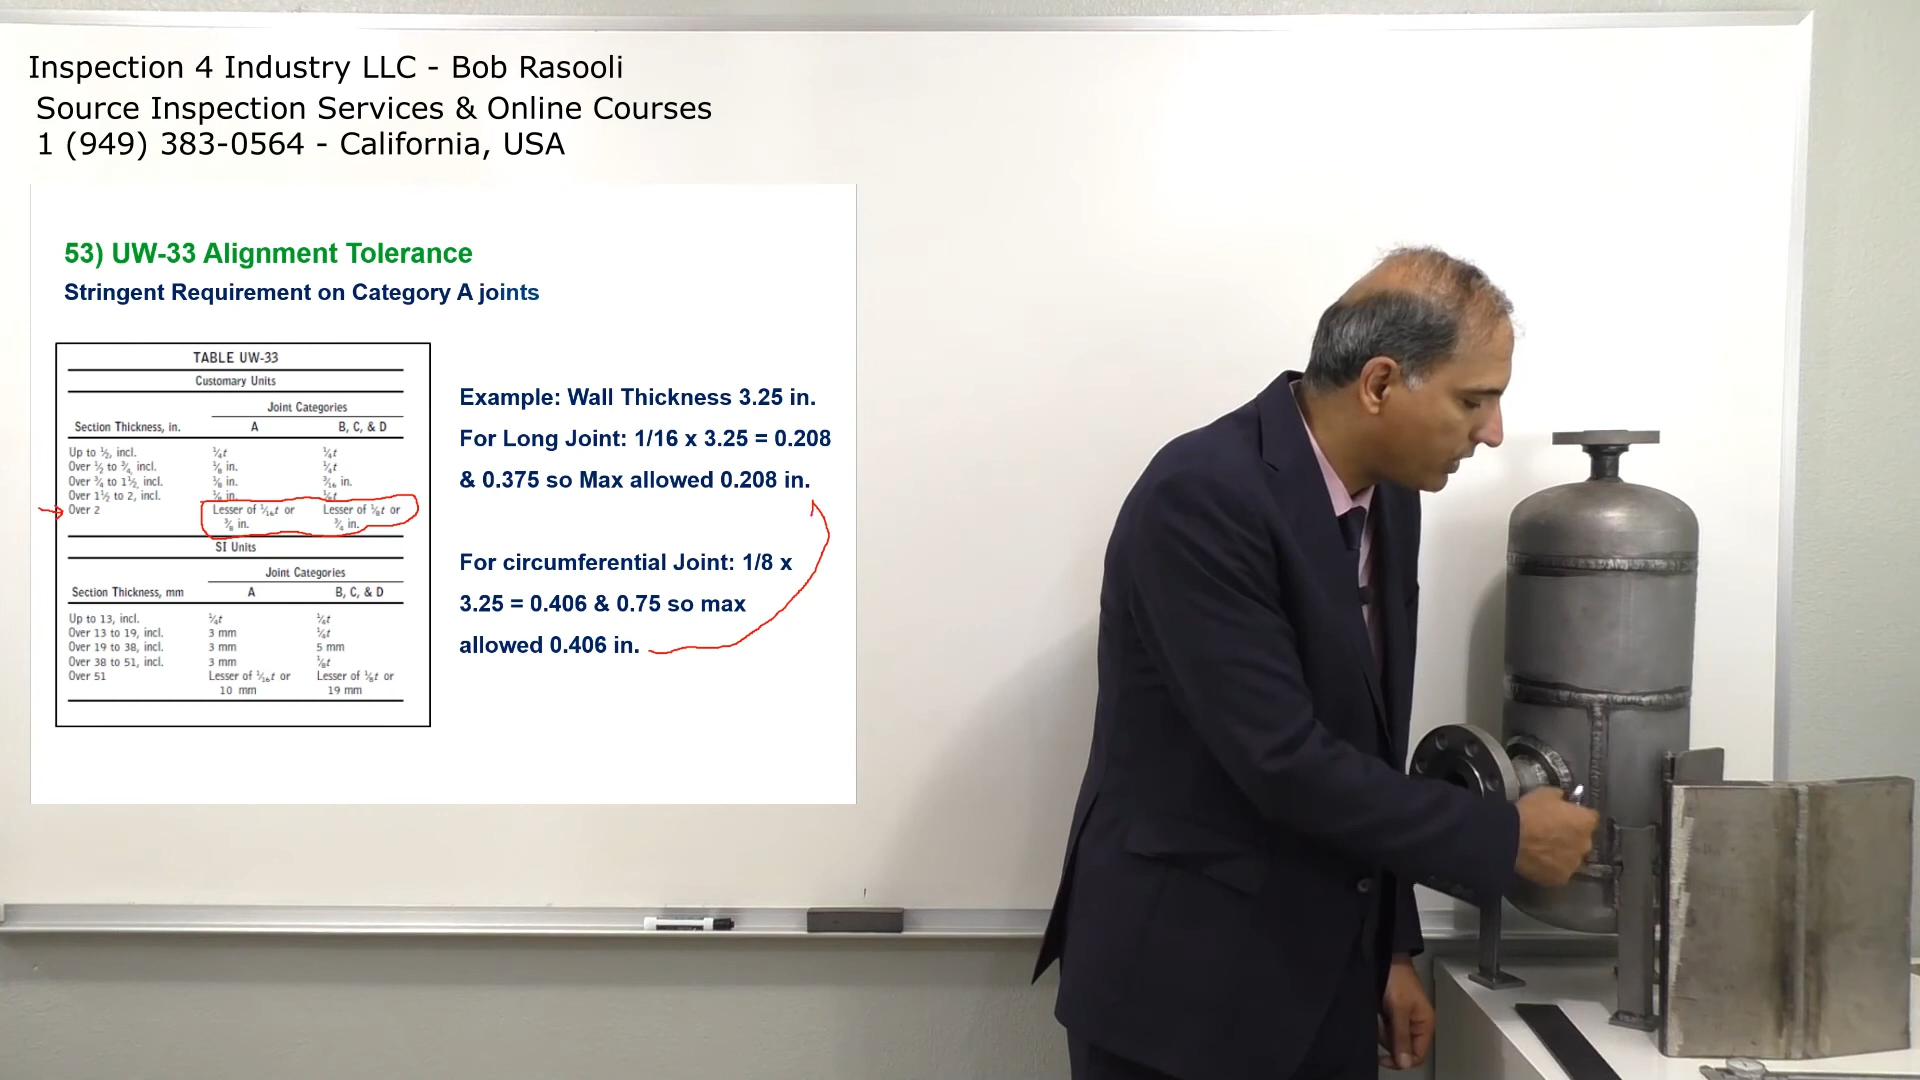 Inspection 4 Industry LLC - Bob Rasooli
Source Inspection Services & Online Courses
1 (949) 383-0564 - California, USA
53) UW-33 Alignment Tolerance
Stringent Requirement on Category A joints
TABLE UW-33
Customary Units
Joint Categories
Section Thickness, in. A B, C, & D
Up to ½, incl. ¼t ¼t
Over ½ to ¾, incl. ⅛ in. ¼t
Over ¾ to 1½, incl. ⅛ in. 3/16 in.
Over 1½ to 2, incl. ⅛ in. ⅛t
Over 2 Lesser of 1/16t or Lesser of ⅛t or
⅜ in. ¾ in.
SI Units
Joint Categories
Section Thickness, mm A B, C, & D
Up to 13, incl. ¼t ¼t
Over 13 to 19, incl. 3 mm ¼t
Over 19 to 38, incl. 3 mm 5 mm
Over 38 to 51, incl. 3 mm ⅛t
Over 51 Lesser of 1/16t or Lesser of ⅛t or
10 mm 19 mm
Example: Wall Thickness 3.25 in.
For Long Joint: 1/16 x 3.25 = 0.208
& 0.375 so Max allowed 0.208 in.
For circumferential Joint: 1/8 x
3.25 = 0.406 & 0.75 so max
allowed 0.406 in.